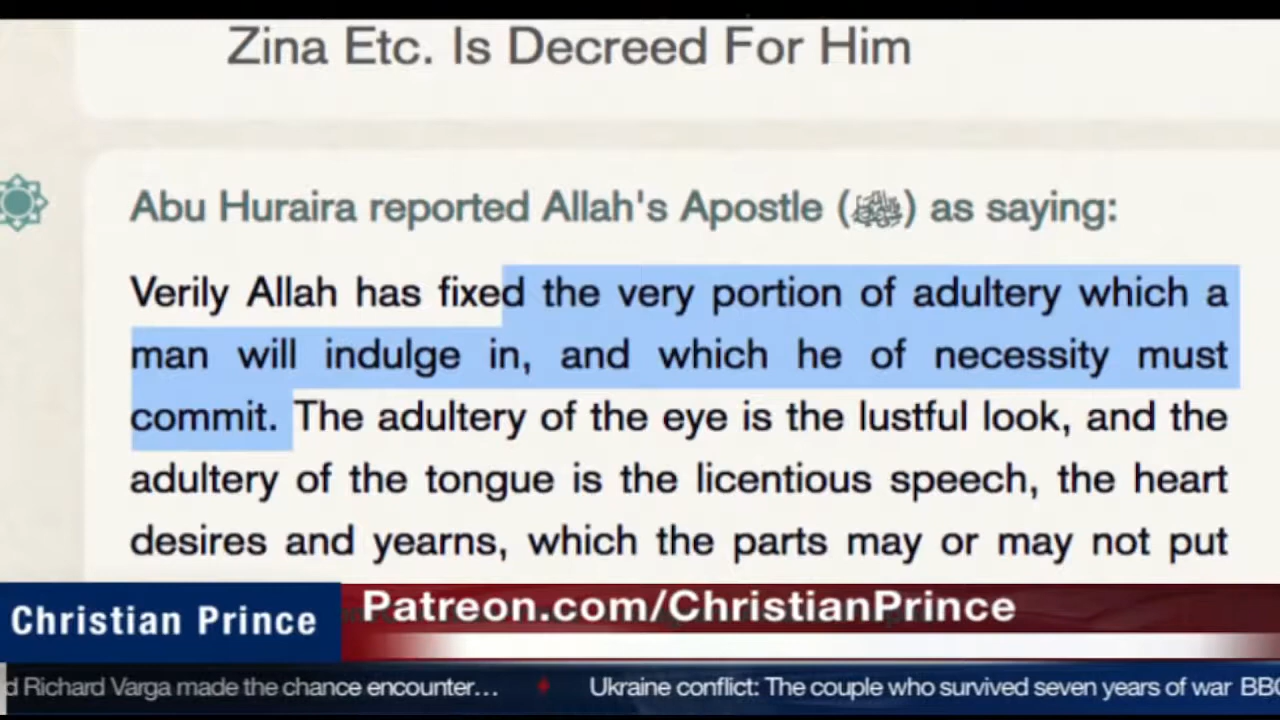 Zina Etc. Is Decreed For Him
Abu Huraira reported Allah's Apostle (ﷺ) as saying:
Verily Allah has fixed the very portion of adultery which a
man will indulge in, and which he of necessity must
commit. The adultery of the eye is the lustful look, and the
adultery of the tongue is the licentious speech, the heart
desires and yearns, which the parts may or may not put
Christian Prince
Patreon.com/ChristianPrince
d Richard Varga made the chance encounter... Ukraine conflict: The couple who survived seven years of war BBC